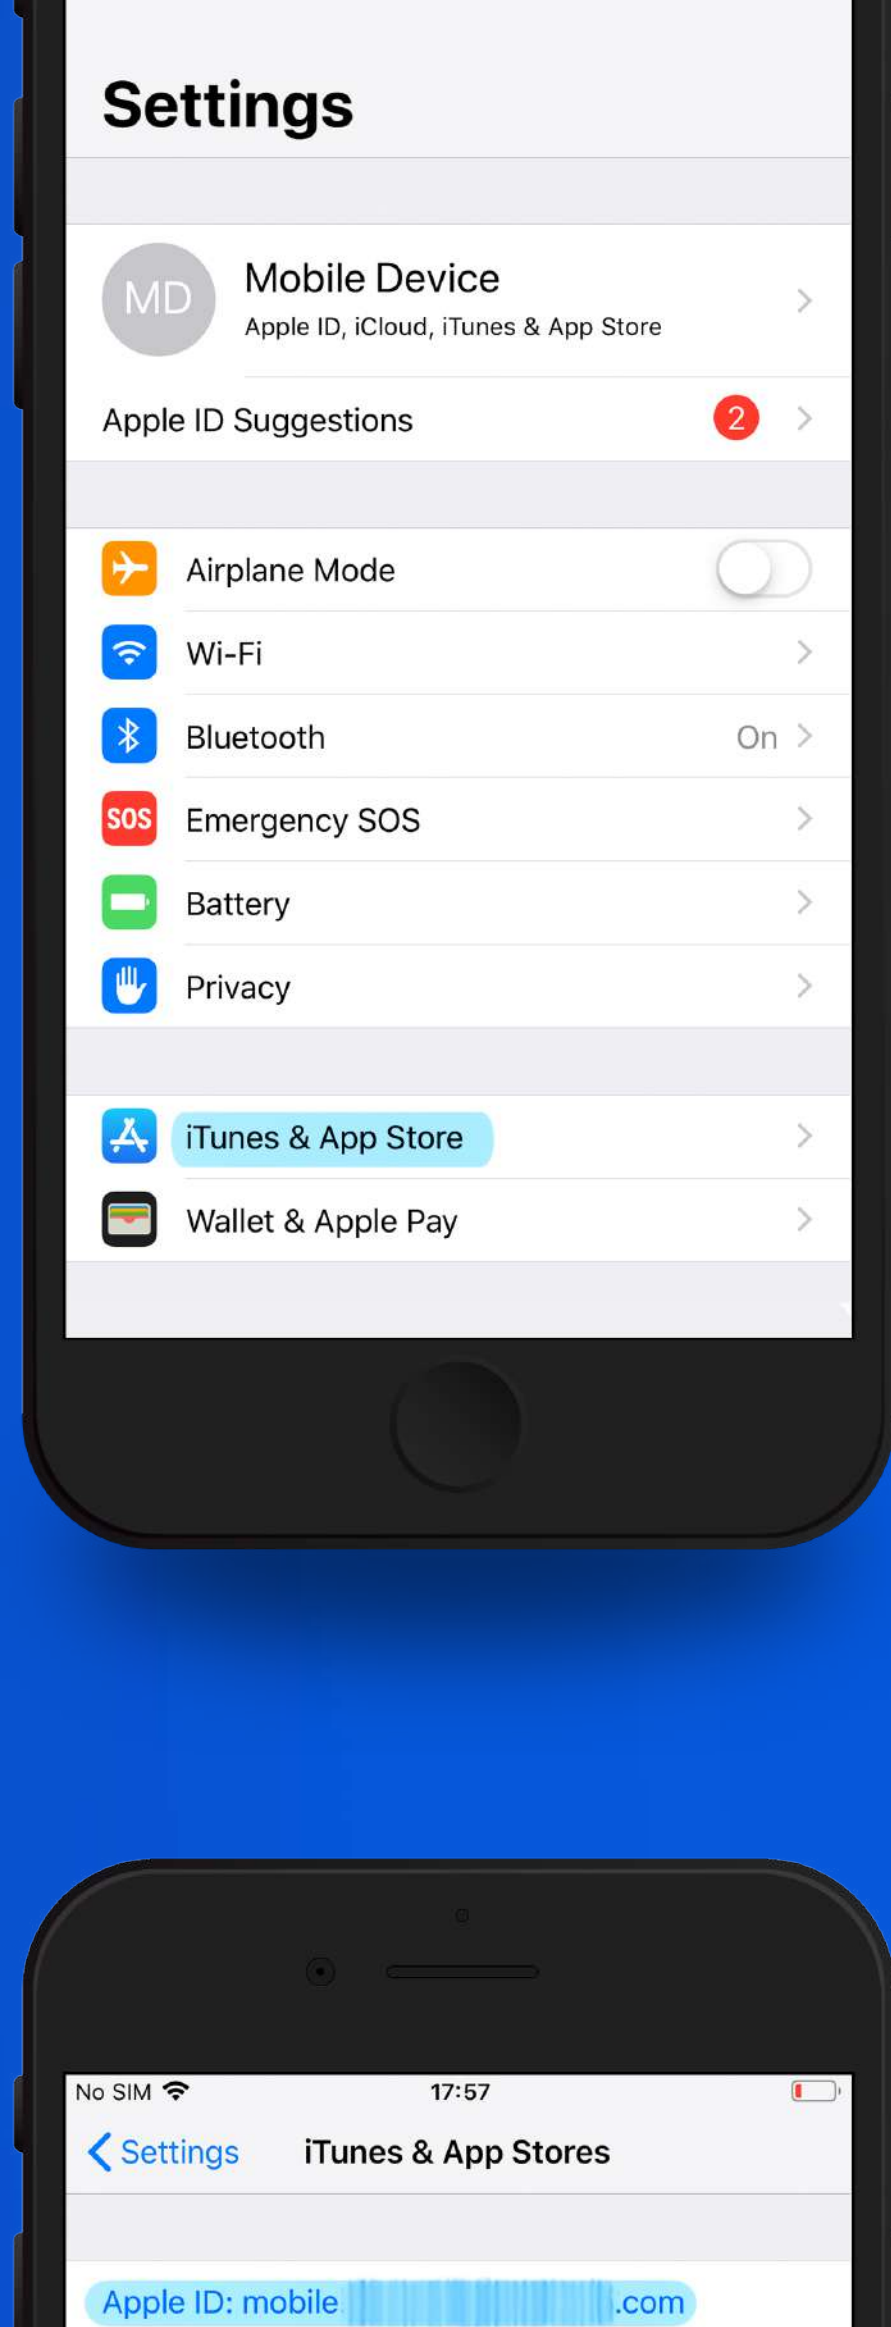 Settings
MD
Mobile Device
Apple ID, iCloud, iTunes & App Store
Apple ID Suggestions 2
Airplane Mode
Wi-Fi
Bluetooth On
SOS Emergency SOS
Battery
Privacy
iTunes & App Store
Wallet & Apple Pay
No SIM 17:57
Settings iTunes & App Stores
Apple ID: mobile .com